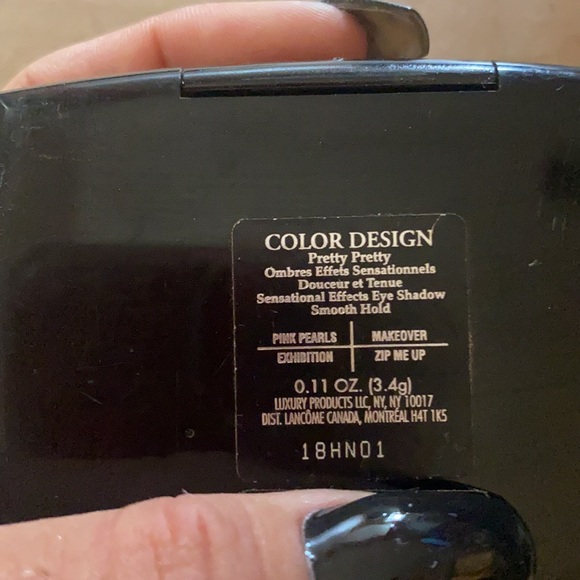 COLOR DESIGN
Pretty Pretty
Ombres Effets Sensationnels
Douceur et Tenue
Sensational Effects Eye Shadow
Smooth Hold
PINK PEARLS MAKEOVER
EXHIBITION ZIP ME UP
0.11 OZ. (3.4g)
LUXURY PRODUCTS LLC, NY, NY 10017
DIST. LANCÔME CANADA, MONTRÉAL H4T 1K5
18HN01